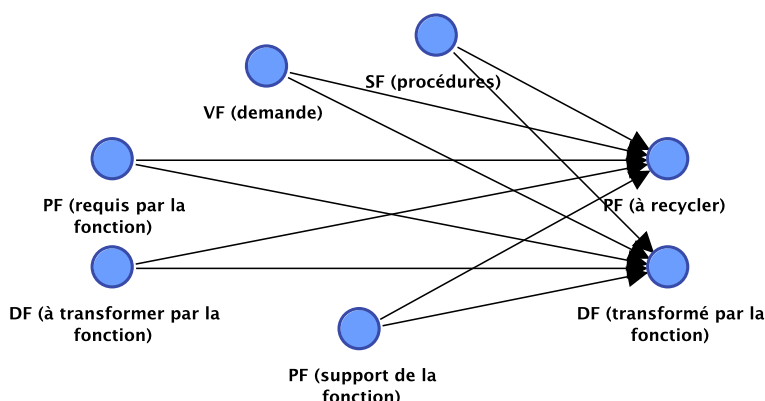 SF (procédures)
VF (demande)
PF (requis par la
fonction)
PF (à recycler)
DF (à transformer par la
fonction)
DF (transformé par la
fonction)
PF (support de la
fonction)